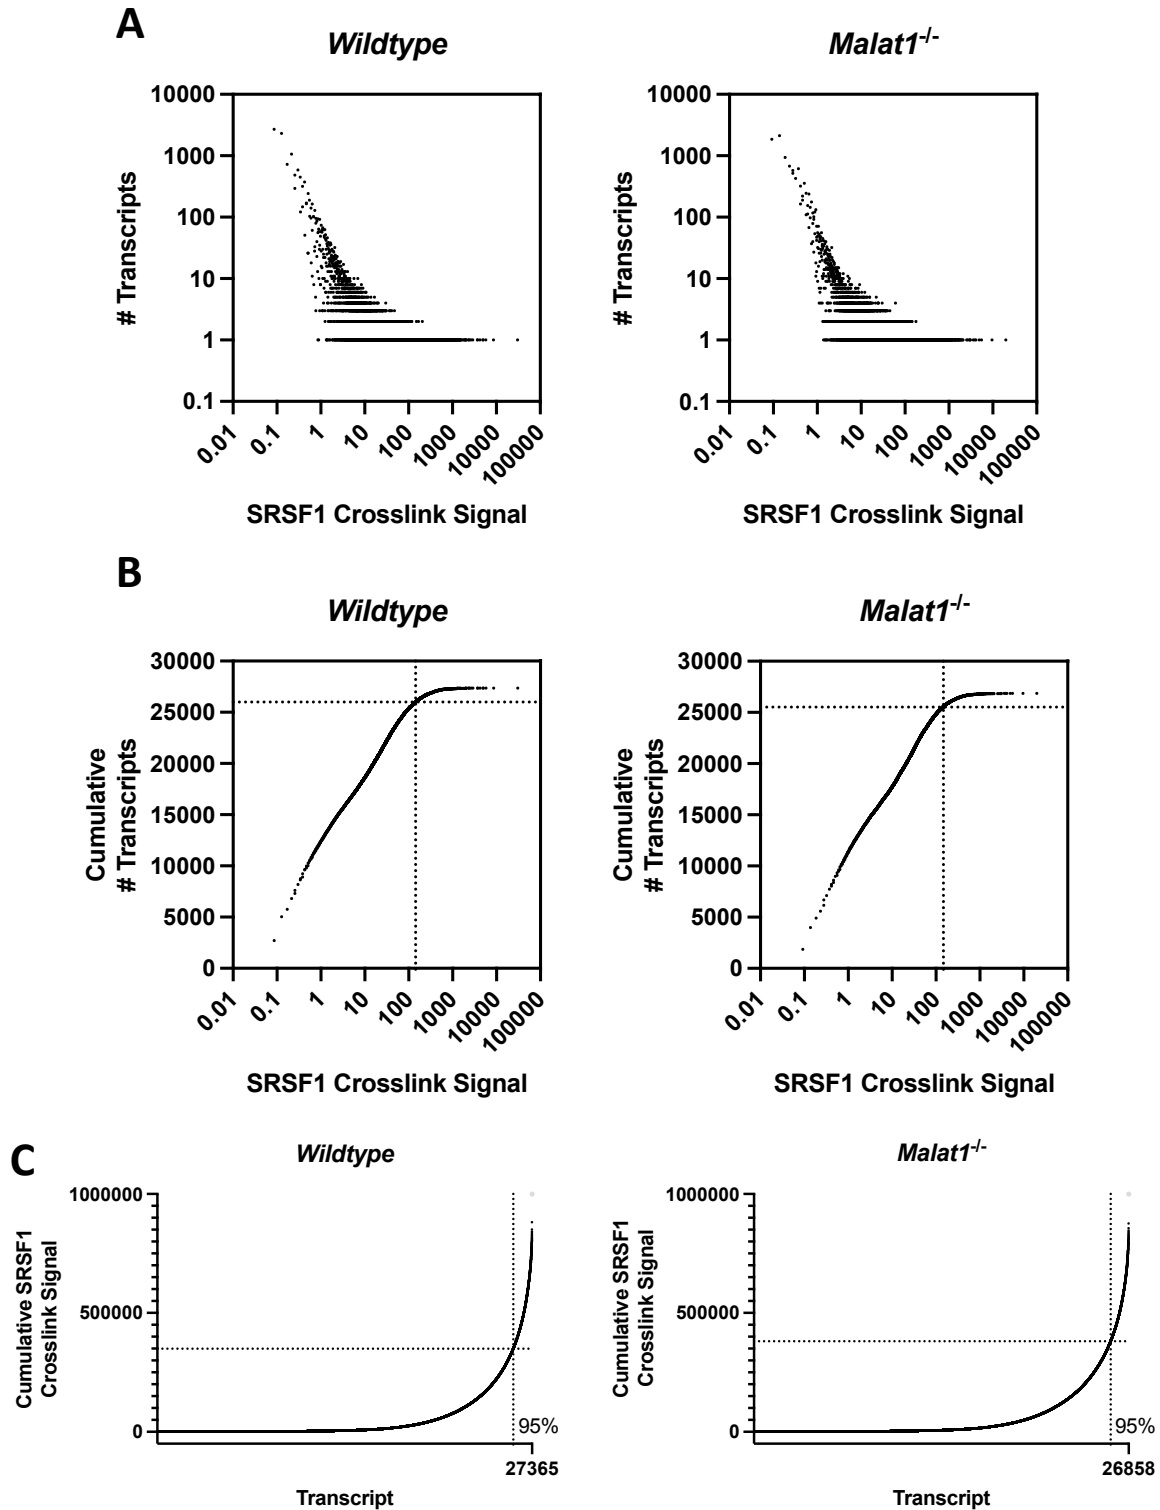 A
Wildtype
Malat1-/-
10000
1000
100
10
1
0.1
# Transcripts
0.01
0.1
1
10
100
1000
10000
100000
SRSF1 Crosslink Signal
10000
1000
100
10
1
0.1
# Transcripts
0.01
0.1
1
10
100
1000
10000
100000
SRSF1 Crosslink Signal
B
Wildtype
Malat1-/-
30000
25000
20000
15000
10000
5000
0
Cumulative
# Transcripts
0.01
0.1
1
10
100
1000
10000
100000
SRSF1 Crosslink Signal
30000
25000
20000
15000
10000
5000
0
Cumulative
# Transcripts
0.01
0.1
1
10
100
1000
10000
100000
SRSF1 Crosslink Signal
C
Wildtype
Malat1-/-
1000000
500000
0
Cumulative SRSF1
Crosslink Signal
95%
27365
Transcript
1000000
500000
0
Cumulative SRSF1
Crosslink Signal
95%
26858
Transcript